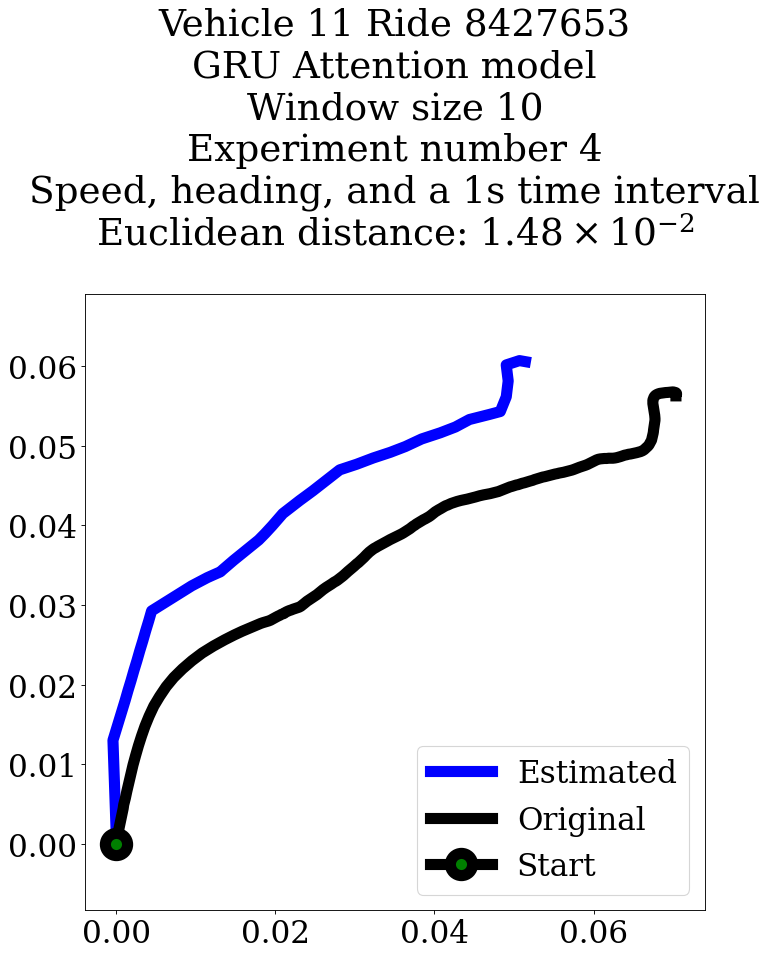 Vehicle 11 Ride 8427653
GRU Attention model
Window size 10
Experiment number 4
Speed, heading, and a 1s time interval
Euclidean distance: 1.48 × 10⁻²
0.06
0.05
0.04
0.03
0.02
0.01
0.00
Estimated
Original
Start
0.00 0.02 0.04 0.06